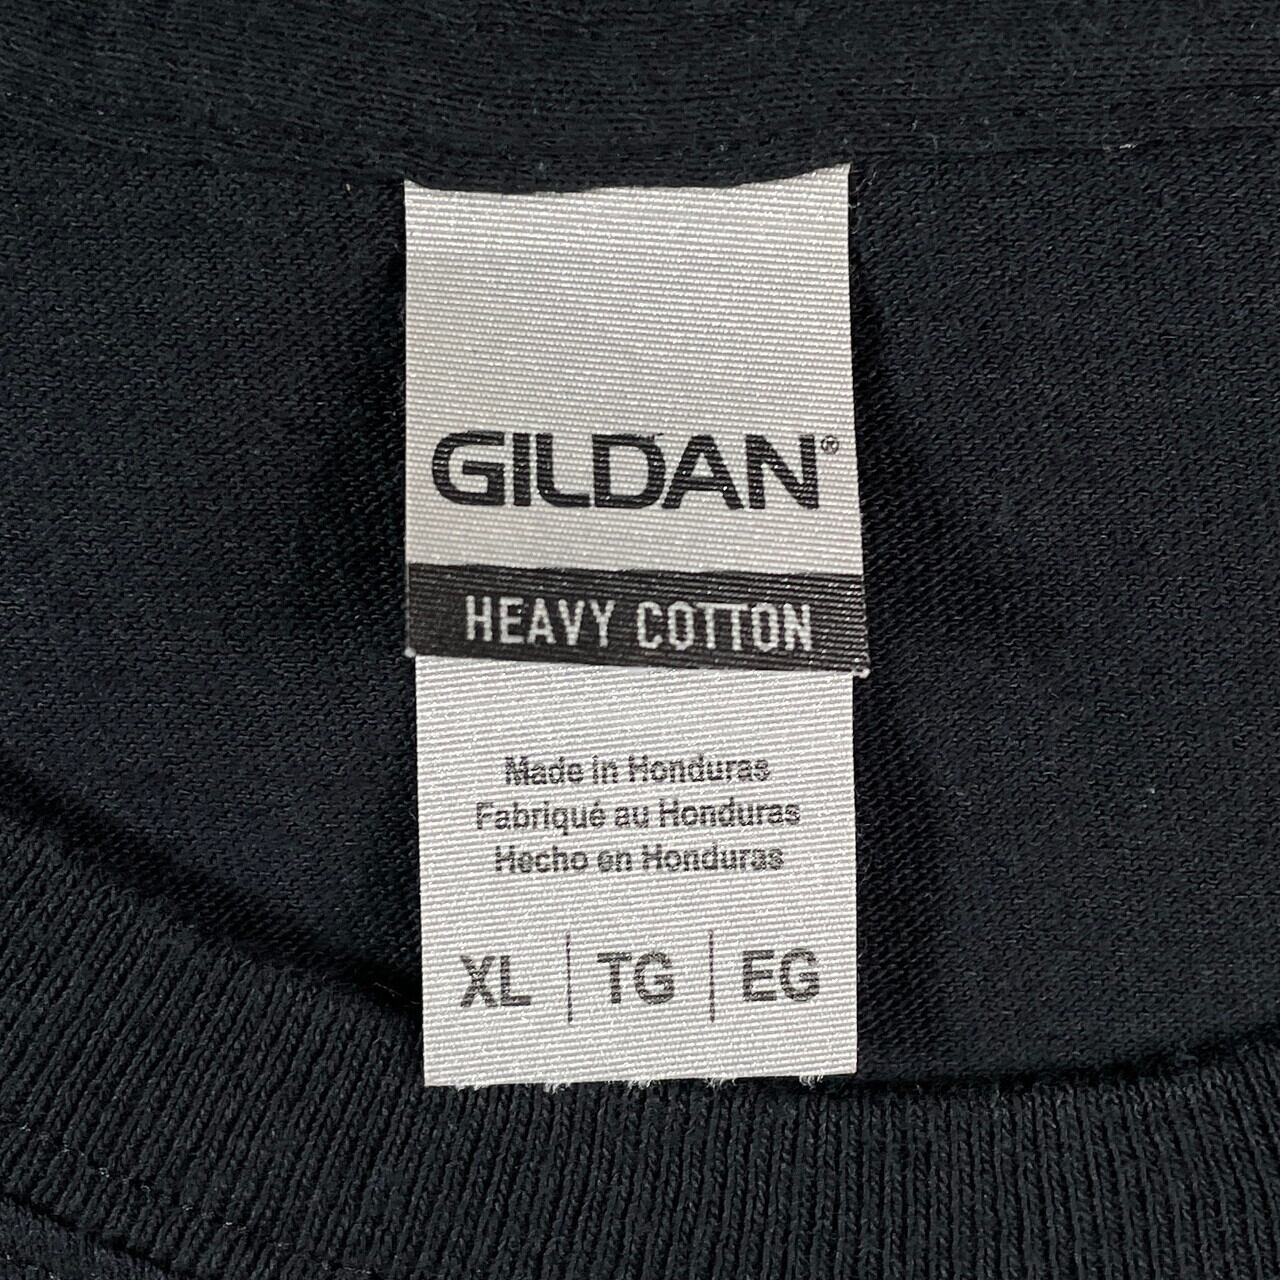 GILDAN®
HEAVY COTTON
Made in Honduras
Fabriqué au Honduras
Hecho en Honduras
XL | TG | EG